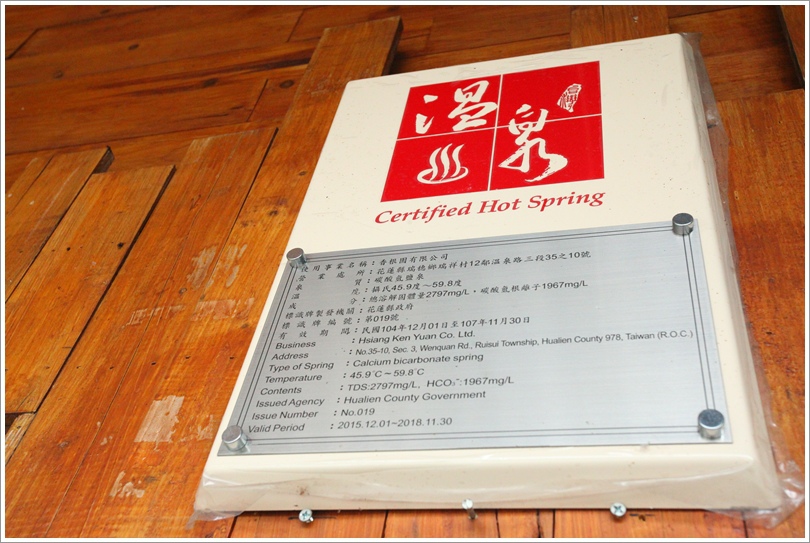 溫泉
Certified Hot Spring
使用事業名稱：香根園有限公司
營業處所：花蓮縣瑞穗鄉瑞祥村12鄰溫泉路三段35之10號
泉質：碳酸氫鹽泉
溫度：攝氏45.9度～59.8度
成分：總溶解固體量2797mg/L，碳酸氫根離子1967mg/L
標識牌製發機關：花蓮縣政府
標識牌編號：第019號
有效期間：民國104年12月01日至107年11月30日
Business : Hsiang Ken Yuan Co. Ltd.
Address : No.35-10, Sec. 3, Wenquan Rd., Ruisui Township, Hualien County 978, Taiwan (R.O.C.)
Type of Spring : Calcium bicarbonate spring
Temperature : 45.9°C～59.8°C
Contents : TDS:2797mg/L, HCO₃⁻:1967mg/L
Issued Agency : Hualien County Government
Issue Number : No.019
Valid Period : 2015.12.01~2018.11.30